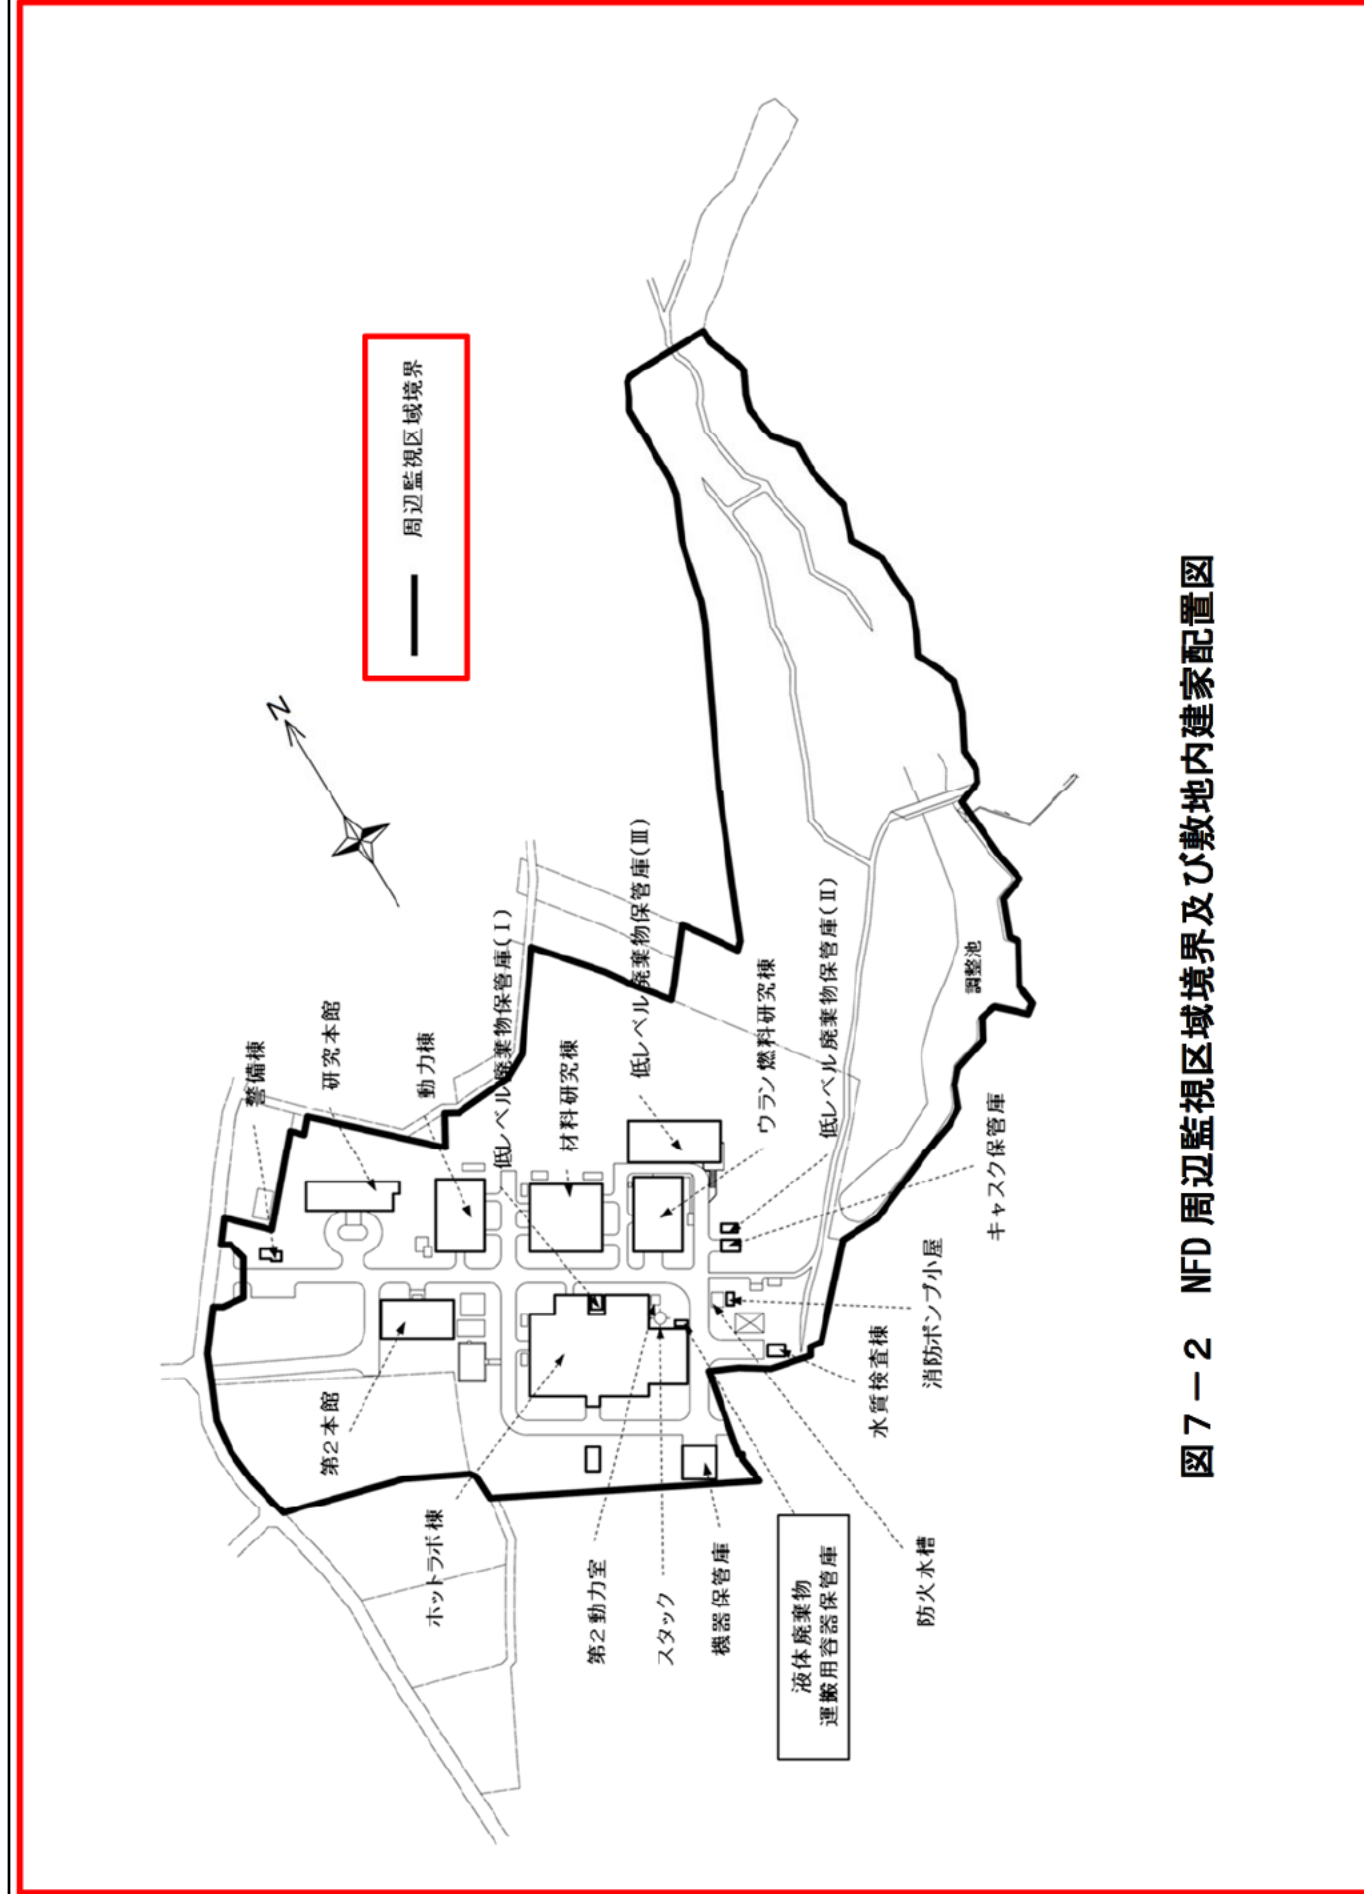 周辺監視区域境界
N
警備棟
研究本館
動力棟
低レベル廃棄物保管庫(Ⅰ)
材料研究棟
低レベル廃棄物保管庫(Ⅲ)
ウラン燃料研究棟
低レベル廃棄物保管庫(Ⅱ)
調整池
キャスク保管庫
第2本館
ホットラボ棟
第2動力室
スタック
機器保管庫
液体廃棄物
運搬用容器保管庫
水質検査棟
消防ポンプ小屋
防火水槽
図7-2 NFD 周辺監視区域境界及び敷地内建家配置図